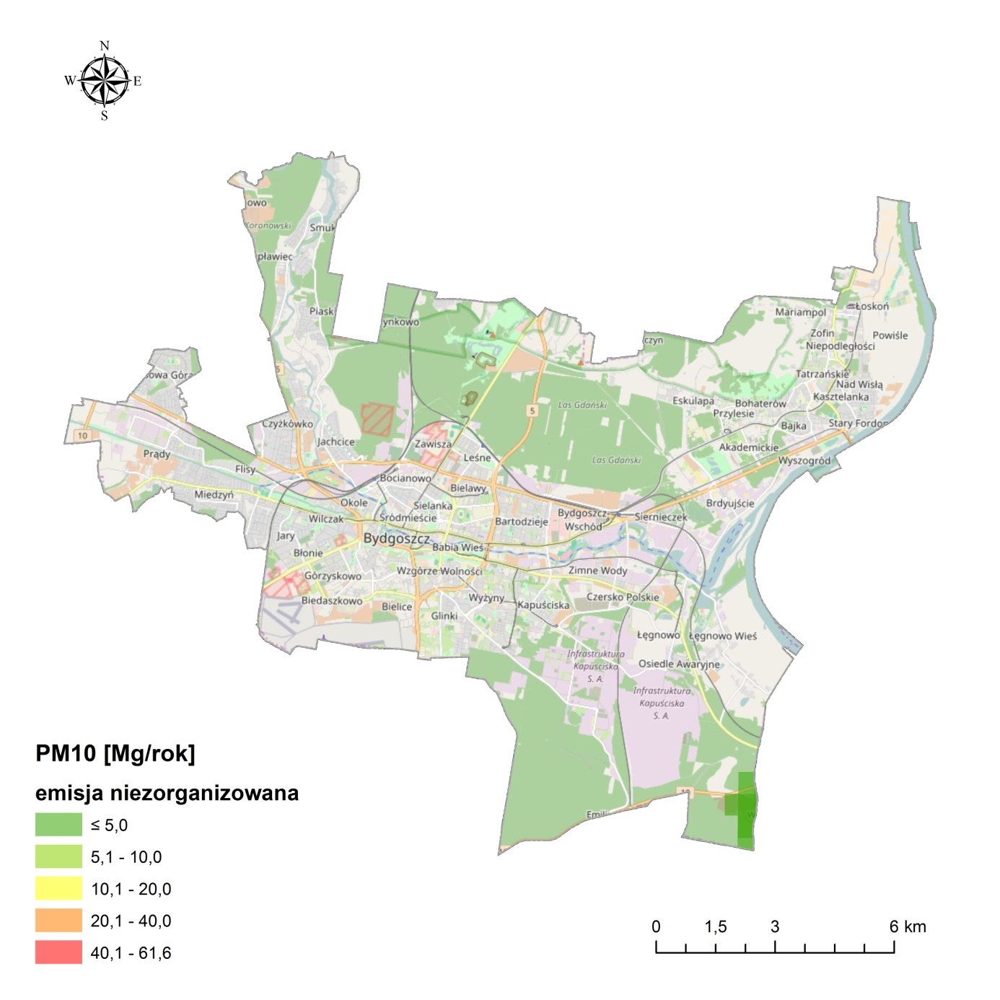 N
W
E
S
owo
Koronowski
Smuk
pławiec
Piaski
ynkowo
czyn
Mariampol
Łoskoń
Zofin
Niepodległości
Powiśle
Tatrzańskie
Nad Wisłą
Kasztelanka
Eskulapa
Bohaterów
Przylesie
Bajka
Stary Fordon
Akademickie
Wyszogród
Las Gdański
Las Gdański
5
5
10
sowa Góra
Czyżkówko
Jachcice
Prądy
Flisy
Miedzyń
Zawisza
Leśne
Bocianowo
Bielawy
Okole
Sielanka
Wilczak
Śródmieście
Bartodzieje
Bydgoszcz-
Wschód
Siernieczek
Brdyujście
Jary
Bydgoszcz
Babia Wieś
Błonie
Górzyskowo
Wzgórze Wolności
Zimne Wody
Biedaszkowo
Bielice
Wyżyny
Kapuściska
Czersko Polskie
Glinki
Łęgnowo
Łęgnowo Wieś
Infrastruktura
Kapuściska
S. A.
Osiedle Awaryjne
Infrastruktura
Kapuściska
S. A.
10
Emili
PM10 [Mg/rok]
emisja niezorganizowana
≤ 5,0
5,1 - 10,0
10,1 - 20,0
20,1 - 40,0
40,1 - 61,6
0 1,5 3 6 km